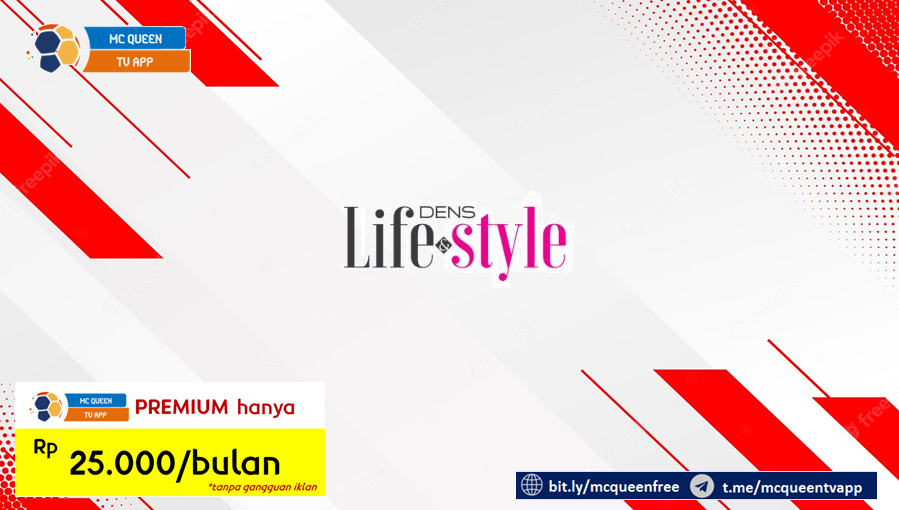 MC QUEEN
TV APP
DENS
Life & style
MC QUEEN
TV APP
PREMIUM hanya
Rp 25.000/bulan
*tanpa gangguan iklan
bit.ly/mcqueenfree t.me/mcqueentvapp